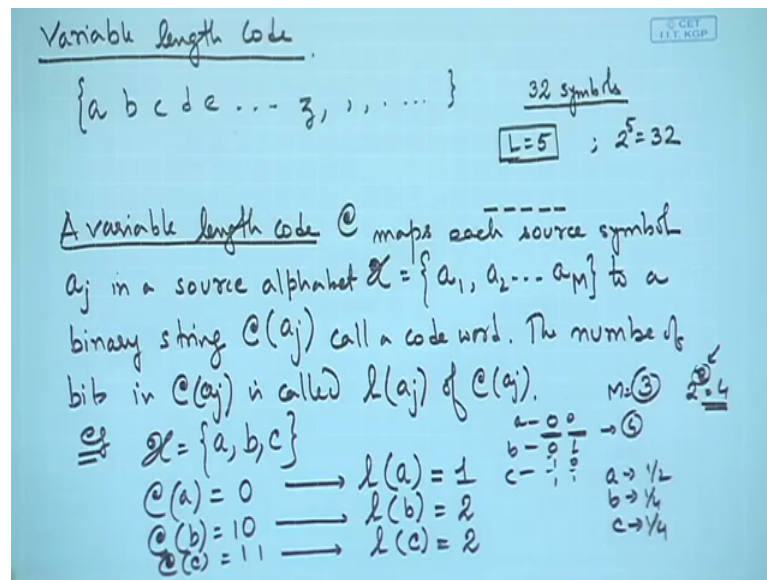 Variable length code
© CET
I.I.T. KGP
{a b c d e ... z, ; , . ... }
32 symbols
L=5 ; 2^5=32
A variable length code C maps each source symbol
aj in a source alphabet X = {a1, a2 ... aM} to a
binary string C(aj) call a code word. The number of
bits in C(aj) is called l(aj) of C(aj).
M=3 2^2=4
eg X = {a, b, c}
a - 0 0
b - 0 1
c - 1 0
1 1
C(a) = 0 → l(a) = 1
C(b) = 10 → l(b) = 2
C(c) = 11 → l(c) = 2
a → 1/2
b → 1/4
c → 1/4